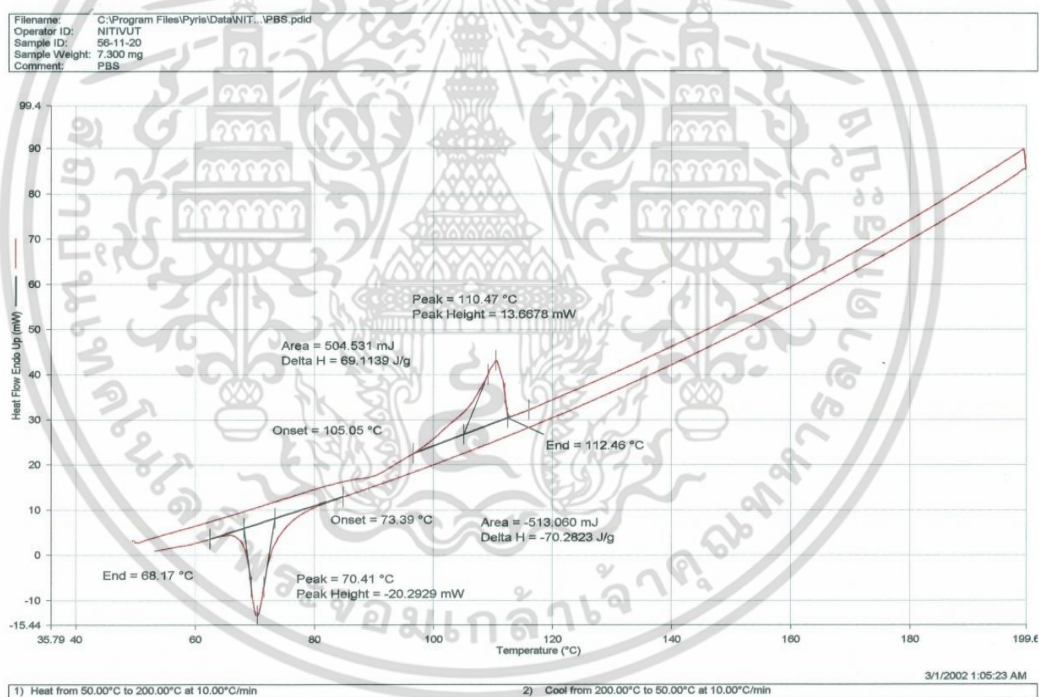 Filename: C:\Program Files\Pyris\Data\NIT...\PBS.pdid
Operator ID: NITIVUT
Sample ID: 56-11-20
Sample Weight: 7.300 mg
Comment: PBS
99.4
90
80
70
60
50
40
30
20
10
0
-10
-15.44
Heat Flow Endo Up (mW)
Peak = 110.47 °C
Peak Height = 13.6678 mW
Area = 504.531 mJ
Delta H = 69.1139 J/g
Onset = 105.05 °C
End = 112.46 °C
Onset = 73.39 °C
Area = -513.060 mJ
Delta H = -70.2823 J/g
End = 68.17 °C
Peak = 70.41 °C
Peak Height = -20.2929 mW
35.79 40 60 80 100 120 140 160 180 199.6
Temperature (°C)
3/1/2002 1:05:23 AM
1) Heat from 50.00°C to 200.00°C at 10.00°C/min
2) Cool from 200.00°C to 50.00°C at 10.00°C/min